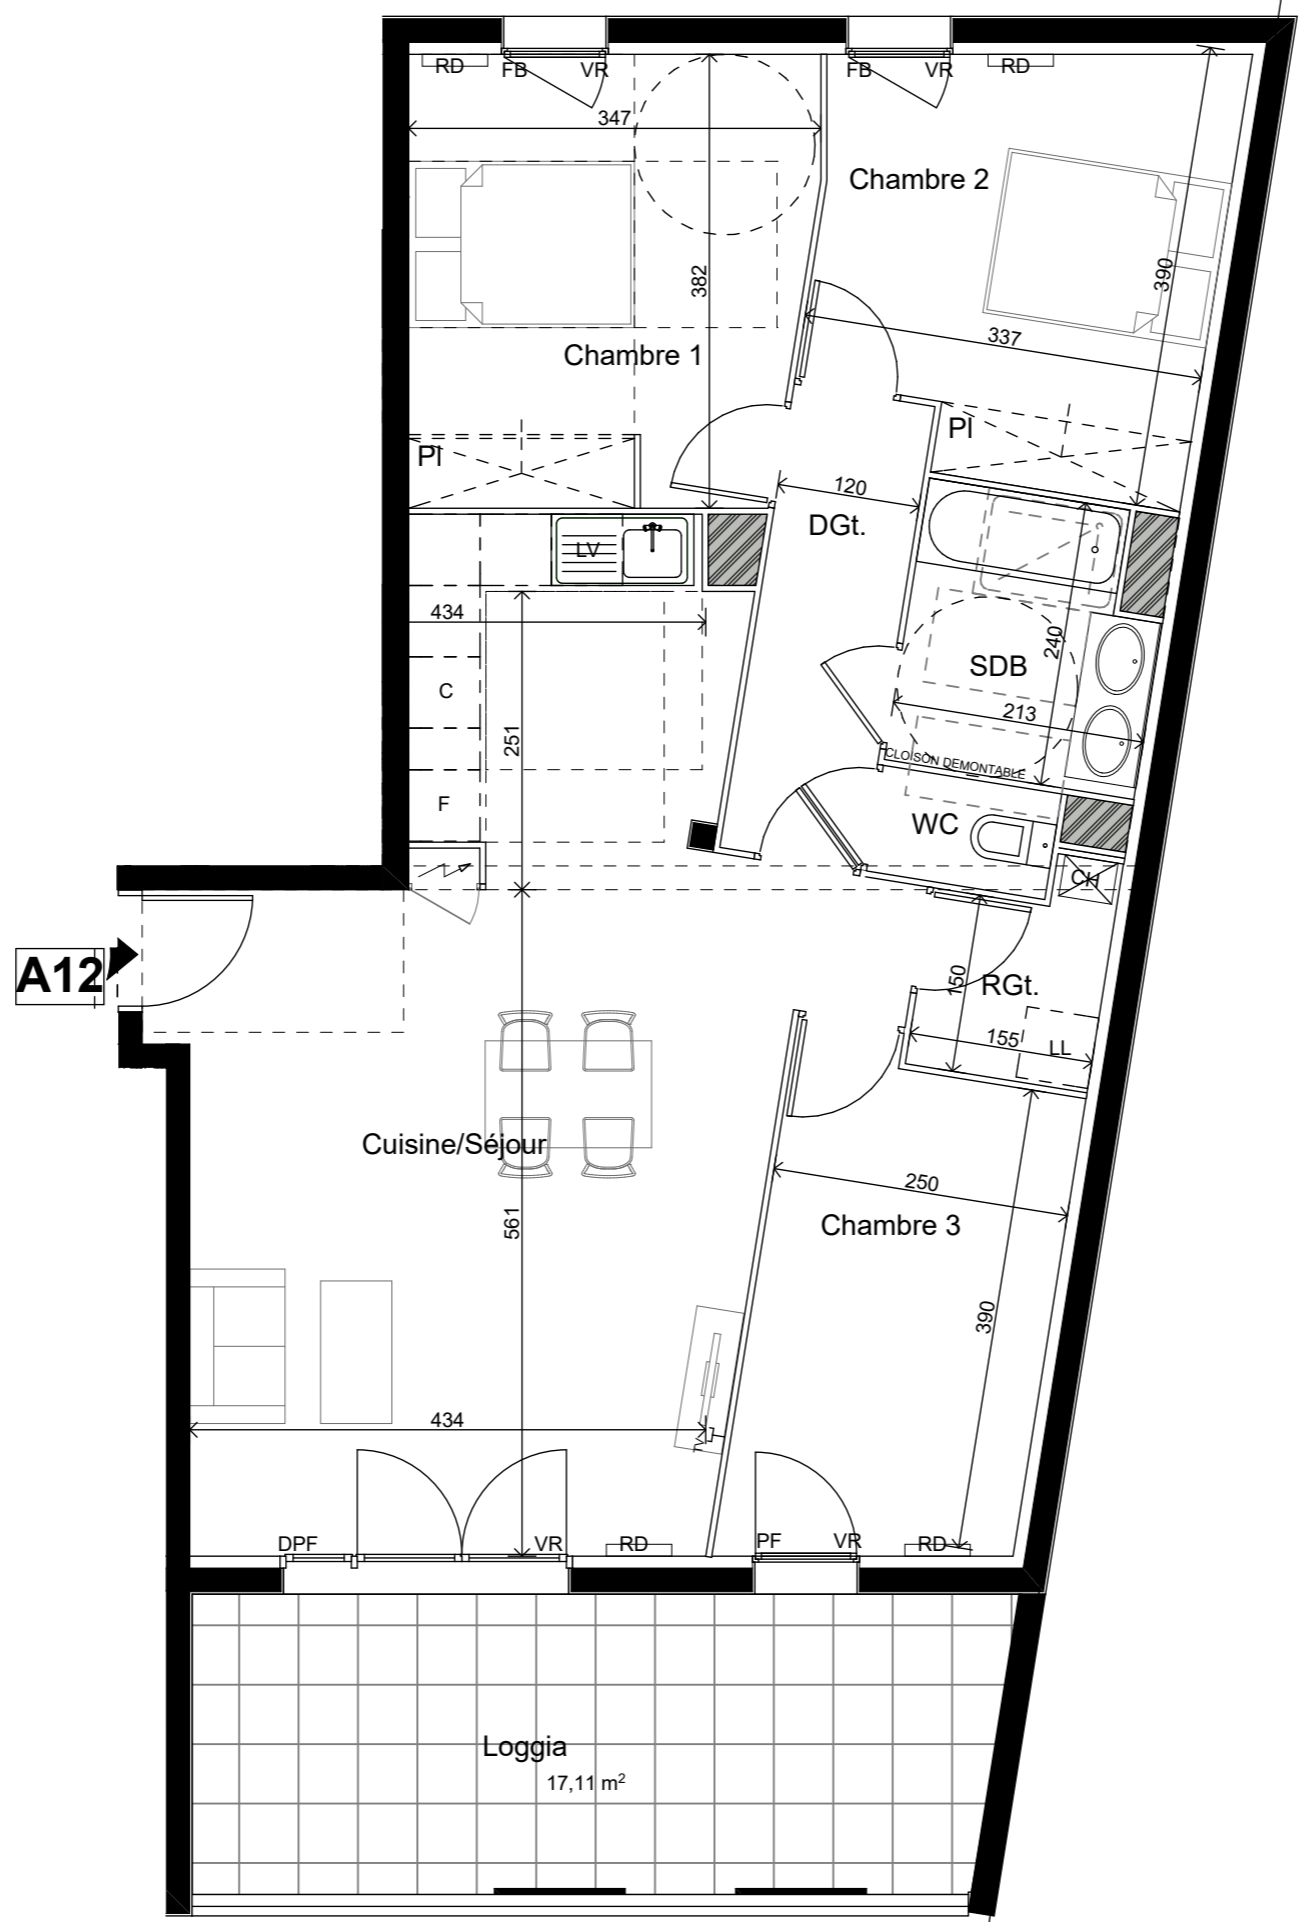 RD
FB
VR
FB
VR
RD
347
Chambre 2
382
390
337
Chambre 1
Pl
Pl
120
DGt.
LV
434
240
SDB
C
213
251
CLOISON DEMONTABLE
F
WC
CH
A12
150
RGt.
155
LL
Cuisine/Séjour
250
561
Chambre 3
390
434
TV
DPF
VR
RD
PF
VR
RD
Loggia
17,11 m²